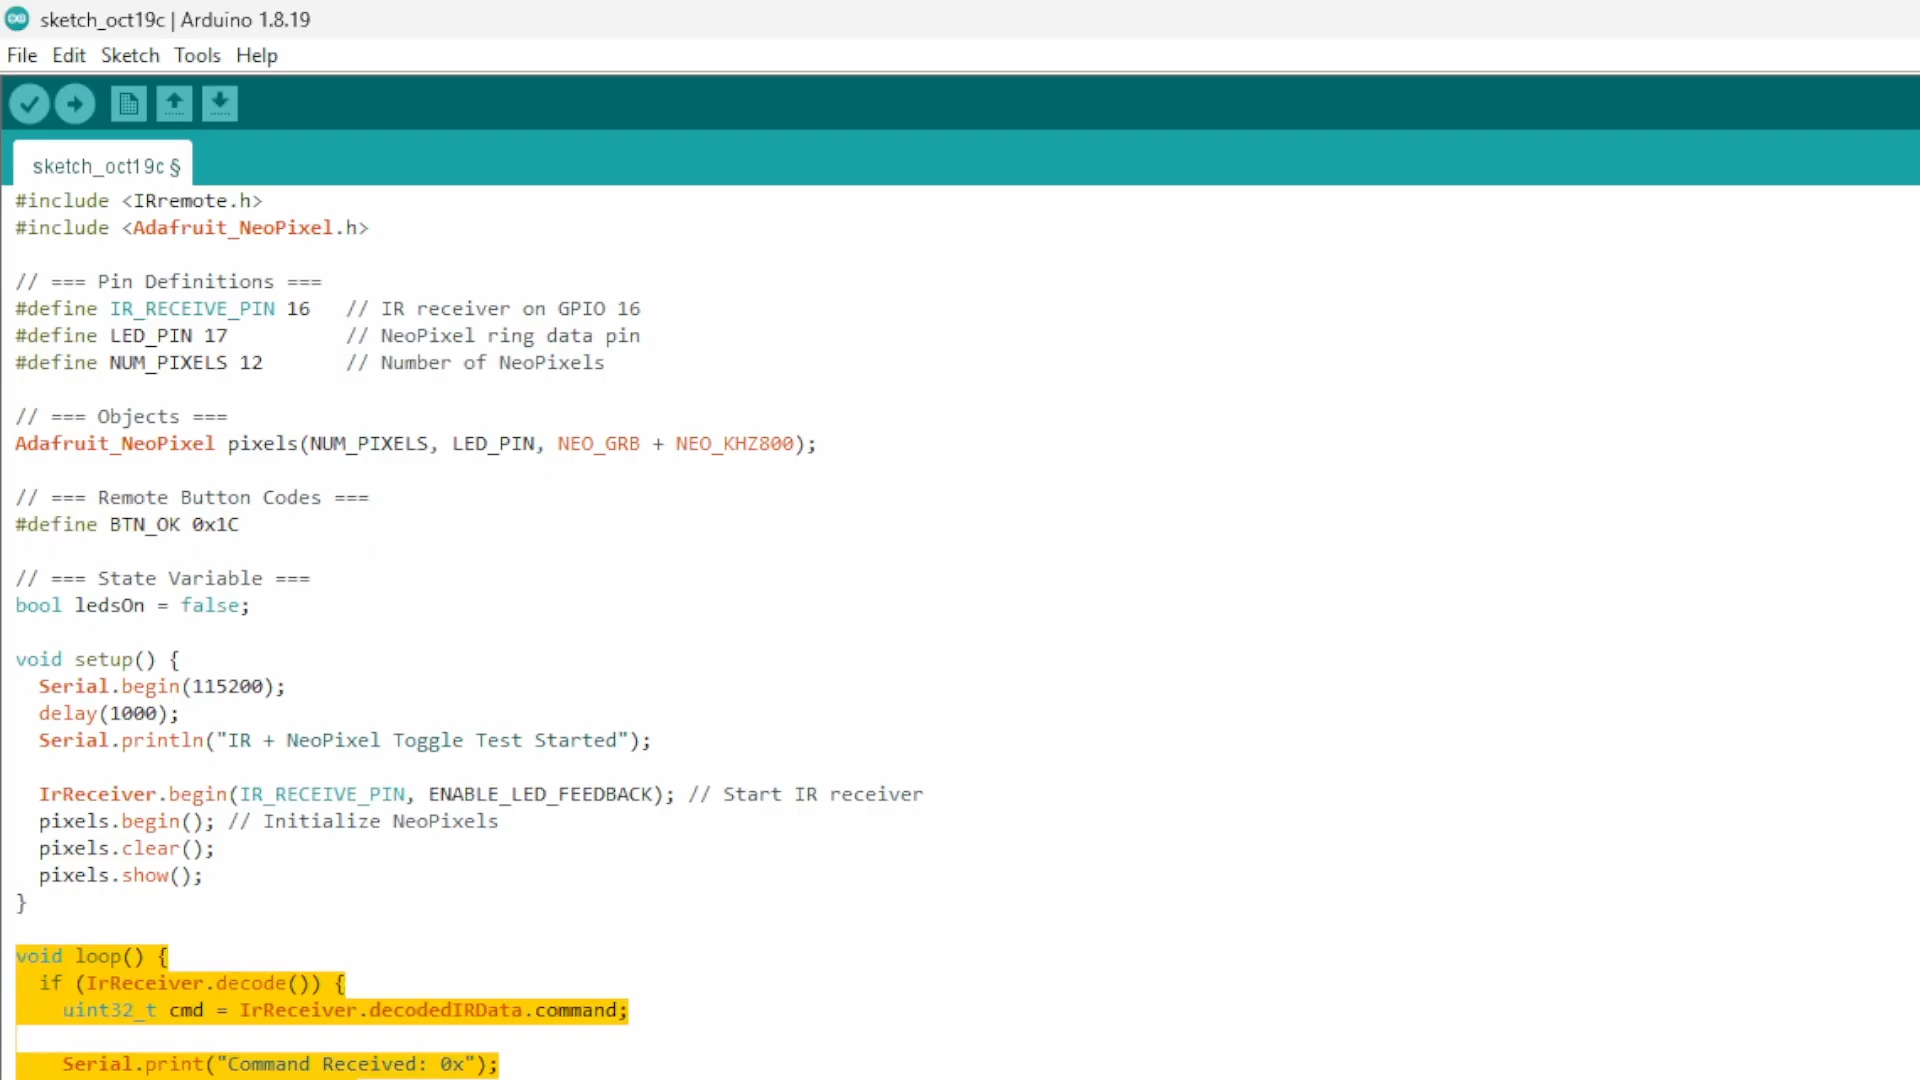 sketch_oct19c | Arduino 1.8.19
File Edit Sketch Tools Help
sketch_oct19c §
#include <IRremote.h>
#include <Adafruit_NeoPixel.h>
// === Pin Definitions ===
#define IR_RECEIVE_PIN 16   // IR receiver on GPIO 16
#define LED_PIN 17          // NeoPixel ring data pin
#define NUM_PIXELS 12       // Number of NeoPixels
// === Objects ===
Adafruit_NeoPixel pixels(NUM_PIXELS, LED_PIN, NEO_GRB + NEO_KHZ800);
// === Remote Button Codes ===
#define BTN_OK 0x1C
// === State Variable ===
bool ledsOn = false;
void setup() {
  Serial.begin(115200);
  delay(1000);
  Serial.println("IR + NeoPixel Toggle Test Started");
  IrReceiver.begin(IR_RECEIVE_PIN, ENABLE_LED_FEEDBACK); // Start IR receiver
  pixels.begin(); // Initialize NeoPixels
  pixels.clear();
  pixels.show();
}
void loop() {
  if (IrReceiver.decode()) {
    uint32_t cmd = IrReceiver.decodedIRData.command;
    Serial.print("Command Received: 0x");